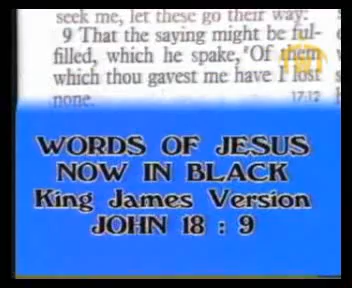 seek me, let these go their way:
9 That the saying might be ful-
filled, which he spake, "Of them
which thou gavest me have I lost
none.
17:12
WORDS OF JESUS
NOW IN BLACK
King James Version
JOHN 18 : 9